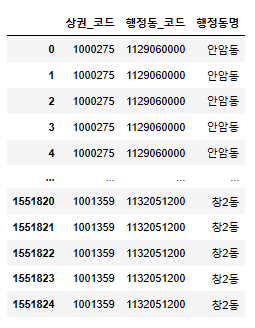 상권_코드 행정동_코드 행정동명
0 1000275 1129060000 안암동
1 1000275 1129060000 안암동
2 1000275 1129060000 안암동
3 1000275 1129060000 안암동
4 1000275 1129060000 안암동
... ... ... ...
1551820 1001359 1132051200 창2동
1551821 1001359 1132051200 창2동
1551822 1001359 1132051200 창2동
1551823 1001359 1132051200 창2동
1551824 1001359 1132051200 창2동